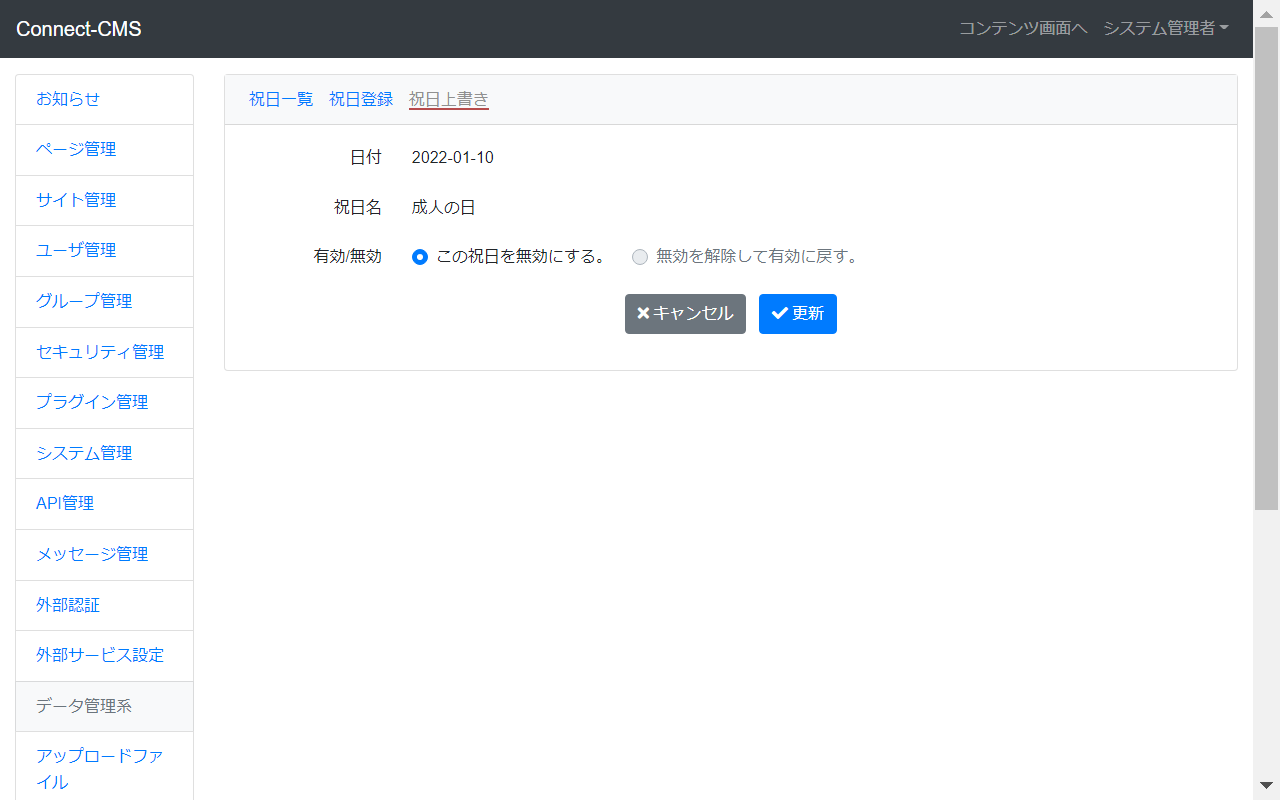 Connect-CMS
コンテンツ画面へ システム管理者
お知らせ
ページ管理
サイト管理
ユーザ管理
グループ管理
セキュリティ管理
プラグイン管理
システム管理
API管理
メッセージ管理
外部認証
外部サービス設定
データ管理系
アップロードファ
イル
祝日一覧 祝日登録 祝日上書き
日付 2022-01-10
祝日名 成人の日
有効/無効 この祝日を無効にする。 無効を解除して有効に戻す。
キャンセル 更新